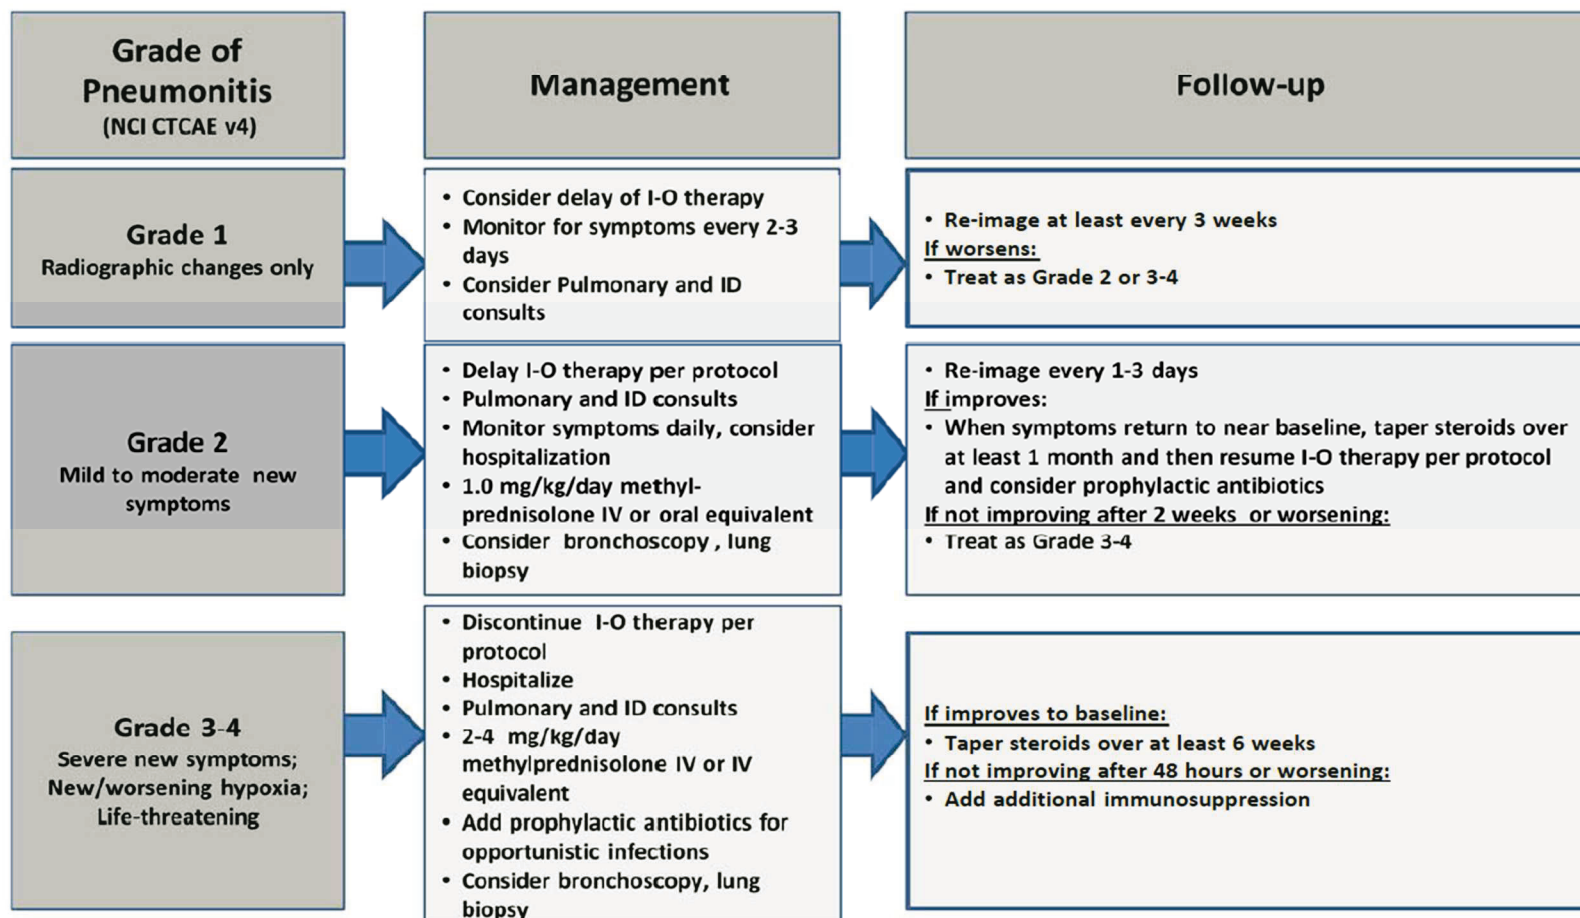 Grade of
Pneumonitis
(NCI CTCAE v4)
Management
Follow-up
Grade 1
Radiographic changes only
• Consider delay of I-O therapy
• Monitor for symptoms every 2-3
days
• Consider Pulmonary and ID
consults
• Re-image at least every 3 weeks
If worsens:
• Treat as Grade 2 or 3-4
Grade 2
Mild to moderate new
symptoms
• Delay I-O therapy per protocol
• Pulmonary and ID consults
• Monitor symptoms daily, consider
hospitalization
• 1.0 mg/kg/day methyl-
prednisolone IV or oral equivalent
• Consider bronchoscopy , lung
biopsy
• Re-image every 1-3 days
If improves:
• When symptoms return to near baseline, taper steroids over
at least 1 month and then resume I-O therapy per protocol
and consider prophylactic antibiotics
If not improving after 2 weeks or worsening:
• Treat as Grade 3-4
Grade 3-4
Severe new symptoms;
New/worsening hypoxia;
Life-threatening
• Discontinue I-O therapy per
protocol
• Hospitalize
• Pulmonary and ID consults
• 2-4 mg/kg/day
methylprednisolone IV or IV
equivalent
• Add prophylactic antibiotics for
opportunistic infections
• Consider bronchoscopy, lung
biopsy
If improves to baseline:
• Taper steroids over at least 6 weeks
If not improving after 48 hours or worsening:
• Add additional immunosuppression